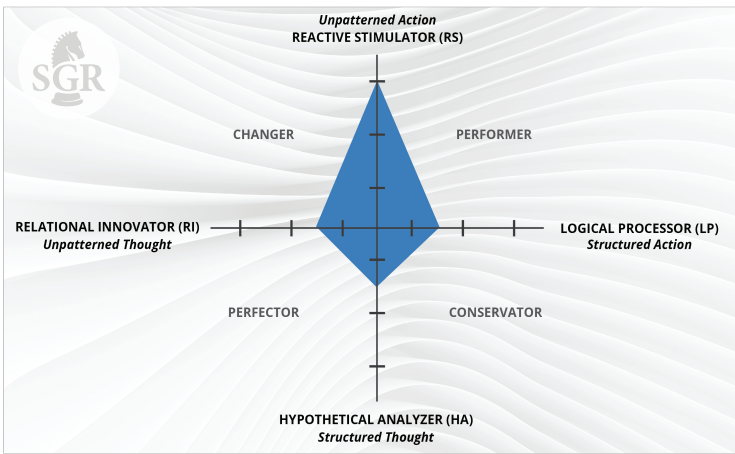 Unpatterned Action
REACTIVE STIMULATOR (RS)
SGR
CHANGER
PERFORMER
RELATIONAL INNOVATOR (RI)
Unpatterned Thought
LOGICAL PROCESSOR (LP)
Structured Action
PERFECTOR
CONSERVATOR
HYPOTHETICAL ANALYZER (HA)
Structured Thought